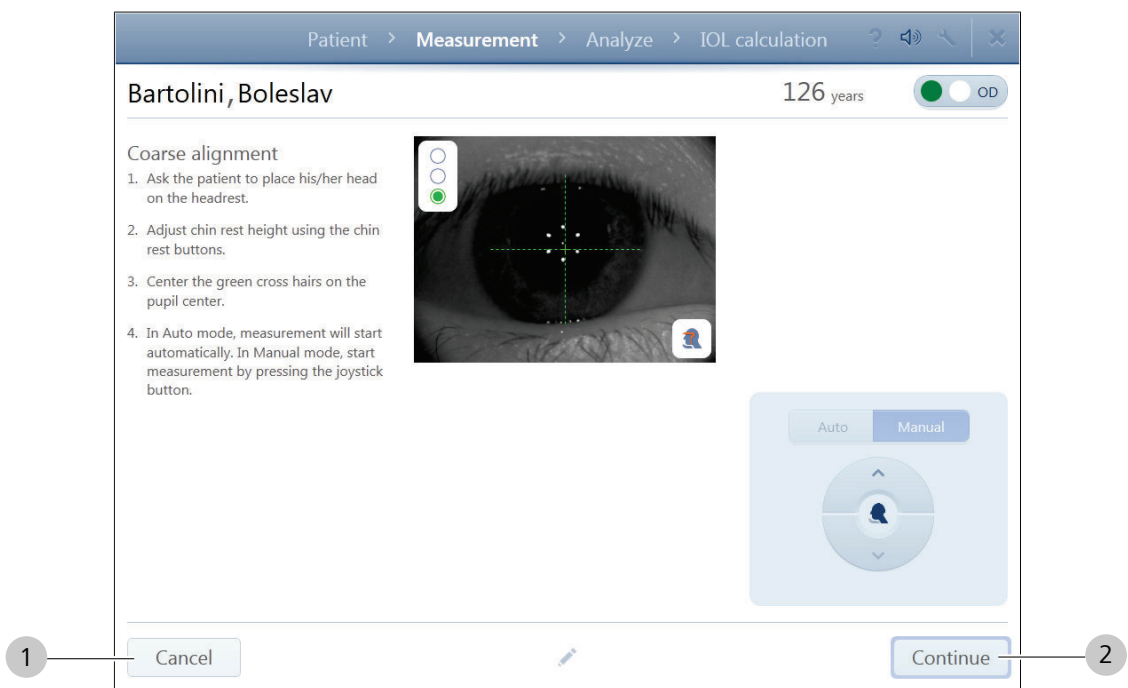 Patient > Measurement > Analyze > IOL calculation ?
Bartolini, Boleslav 126 years OD
Coarse alignment
1. Ask the patient to place his/her head
on the headrest.
2. Adjust chin rest height using the chin
rest buttons.
3. Center the green cross hairs on the
pupil center.
4. In Auto mode, measurement will start
automatically. In Manual mode, start
measurement by pressing the joystick
button.
Auto Manual
1 Cancel Continue 2